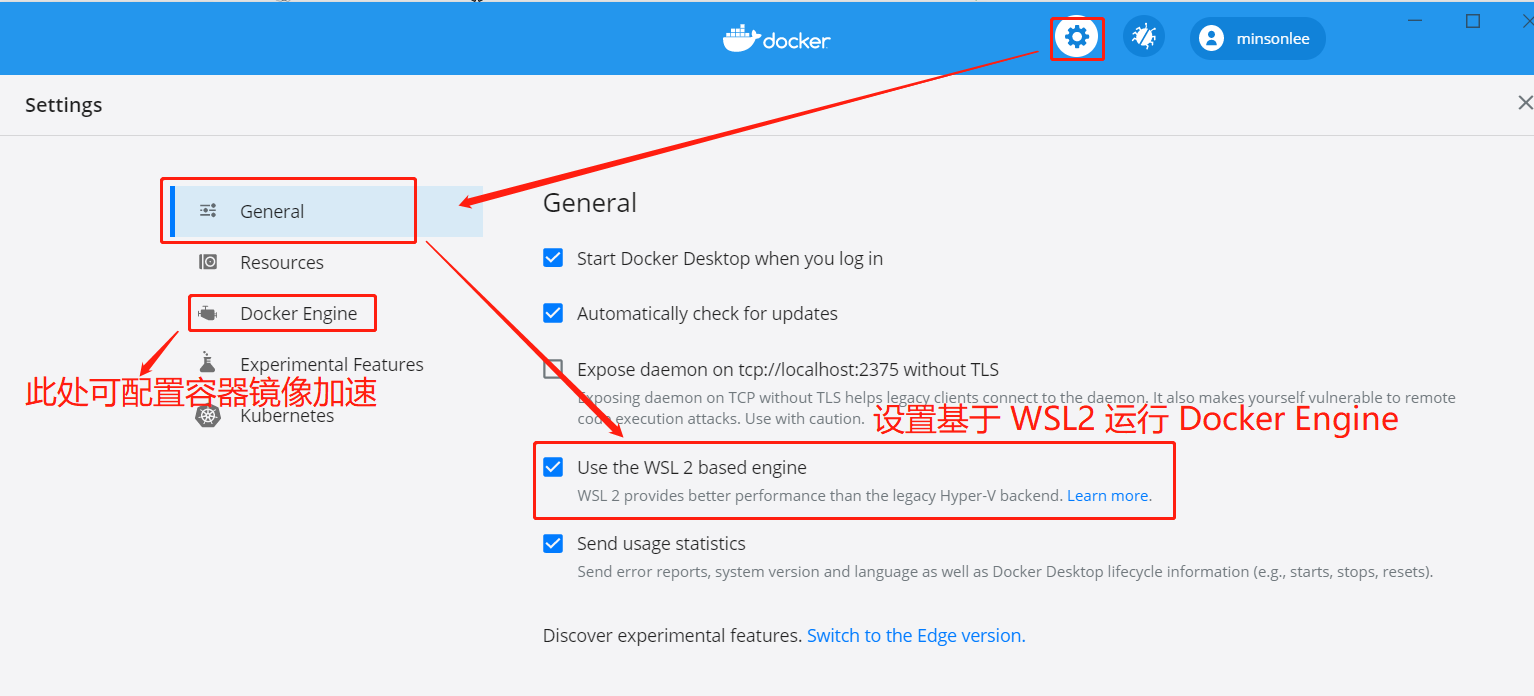 docker
minsonlee
Settings
General
Resources
Docker Engine
Experimental Features
此处可配置容器镜像加速
Kubernetes
General
Start Docker Desktop when you log in
Automatically check for updates
Expose daemon on tcp://localhost:2375 without TLS
Exposing daemon on TCP without TLS helps legacy clients connect to the daemon. It also makes yourself vulnerable to remote
code execution attacks. Use with caution.
设置基于 WSL2 运行 Docker Engine
Use the WSL 2 based engine
WSL 2 provides better performance than the legacy Hyper-V backend. Learn more.
Send usage statistics
Send error reports, system version and language as well as Docker Desktop lifecycle information (e.g., starts, stops, resets).
Discover experimental features. Switch to the Edge version.